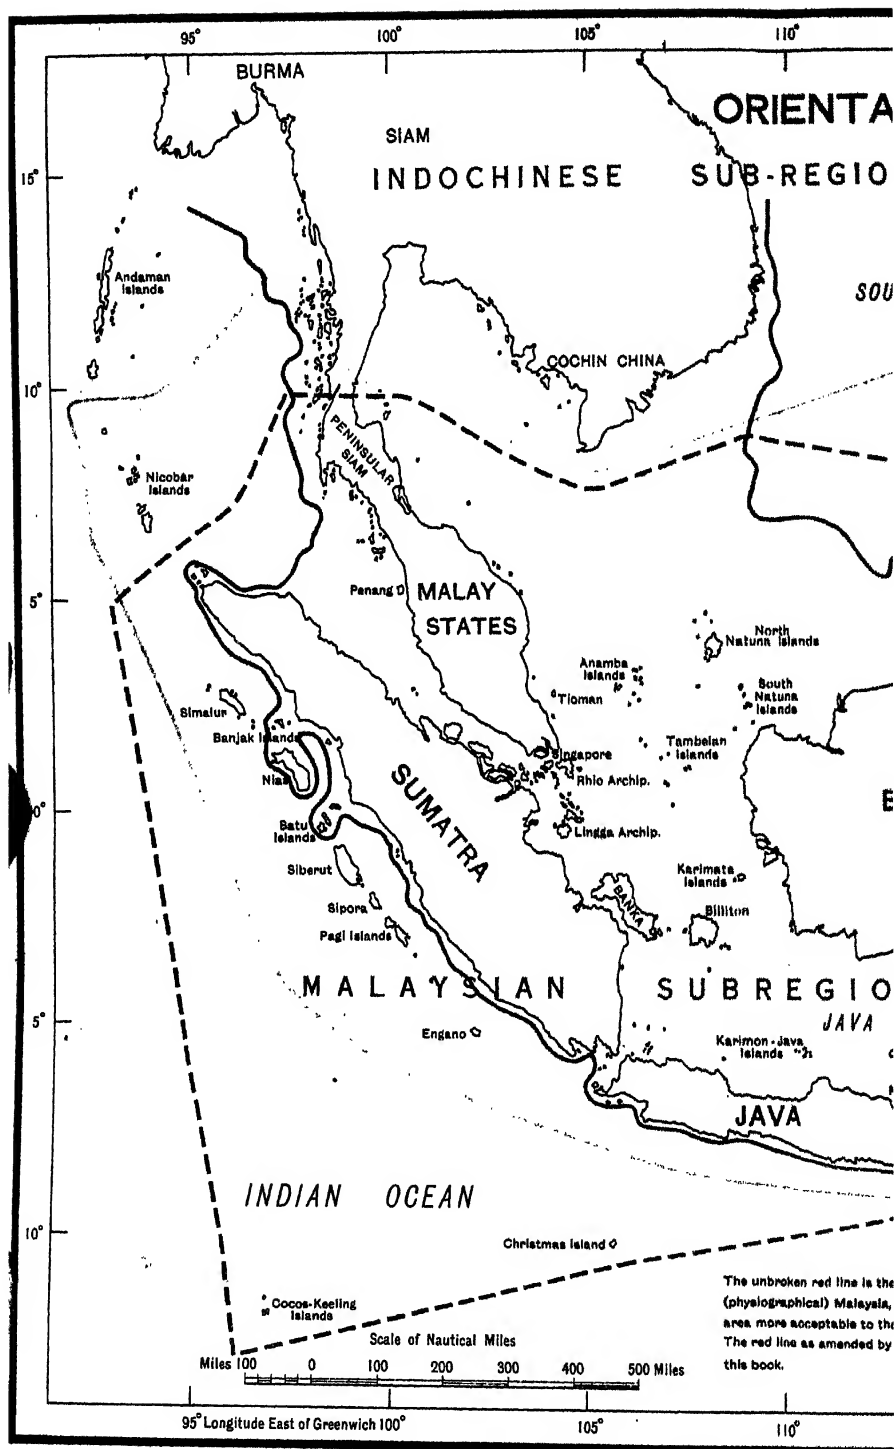 95° 100° 105° 110°
BURMA
ORIENTA
SIAM
15°
INDOCHINESE SUB-REGIO
Andaman
Islands
SOU
COCHIN CHINA
10°
PENINSULAR
SIAM
Nicobar
Islands
Penang
MALAY
STATES
5°
North
Natuna Islands
Anamba
Islands
South
Natuna
Islands
Tioman
Simalur
Banjak Islands
Tambelan
Islands
Singapore
Nias
Rhio Archip.
SUMATRA
0°
Batu
Islands
Lingga Archip.
Siberut
Karimata
Islands
BANKA
Billiton
Sipora
Pagi Islands
MALAYSIAN SUBREGIO
JAVA
5°
Engano
Karimon-Java
Islands
JAVA
INDIAN OCEAN
10°
Christmas Island
Cocos-Keeling
Islands
The unbroken red line is the
(physiographical) Malaysia,
area more acceptable to the
The red line as amended by
this book.
Scale of Nautical Miles
Miles 100 0 100 200 300 400 500 Miles
95° Longitude East of Greenwich 100° 105° 110°